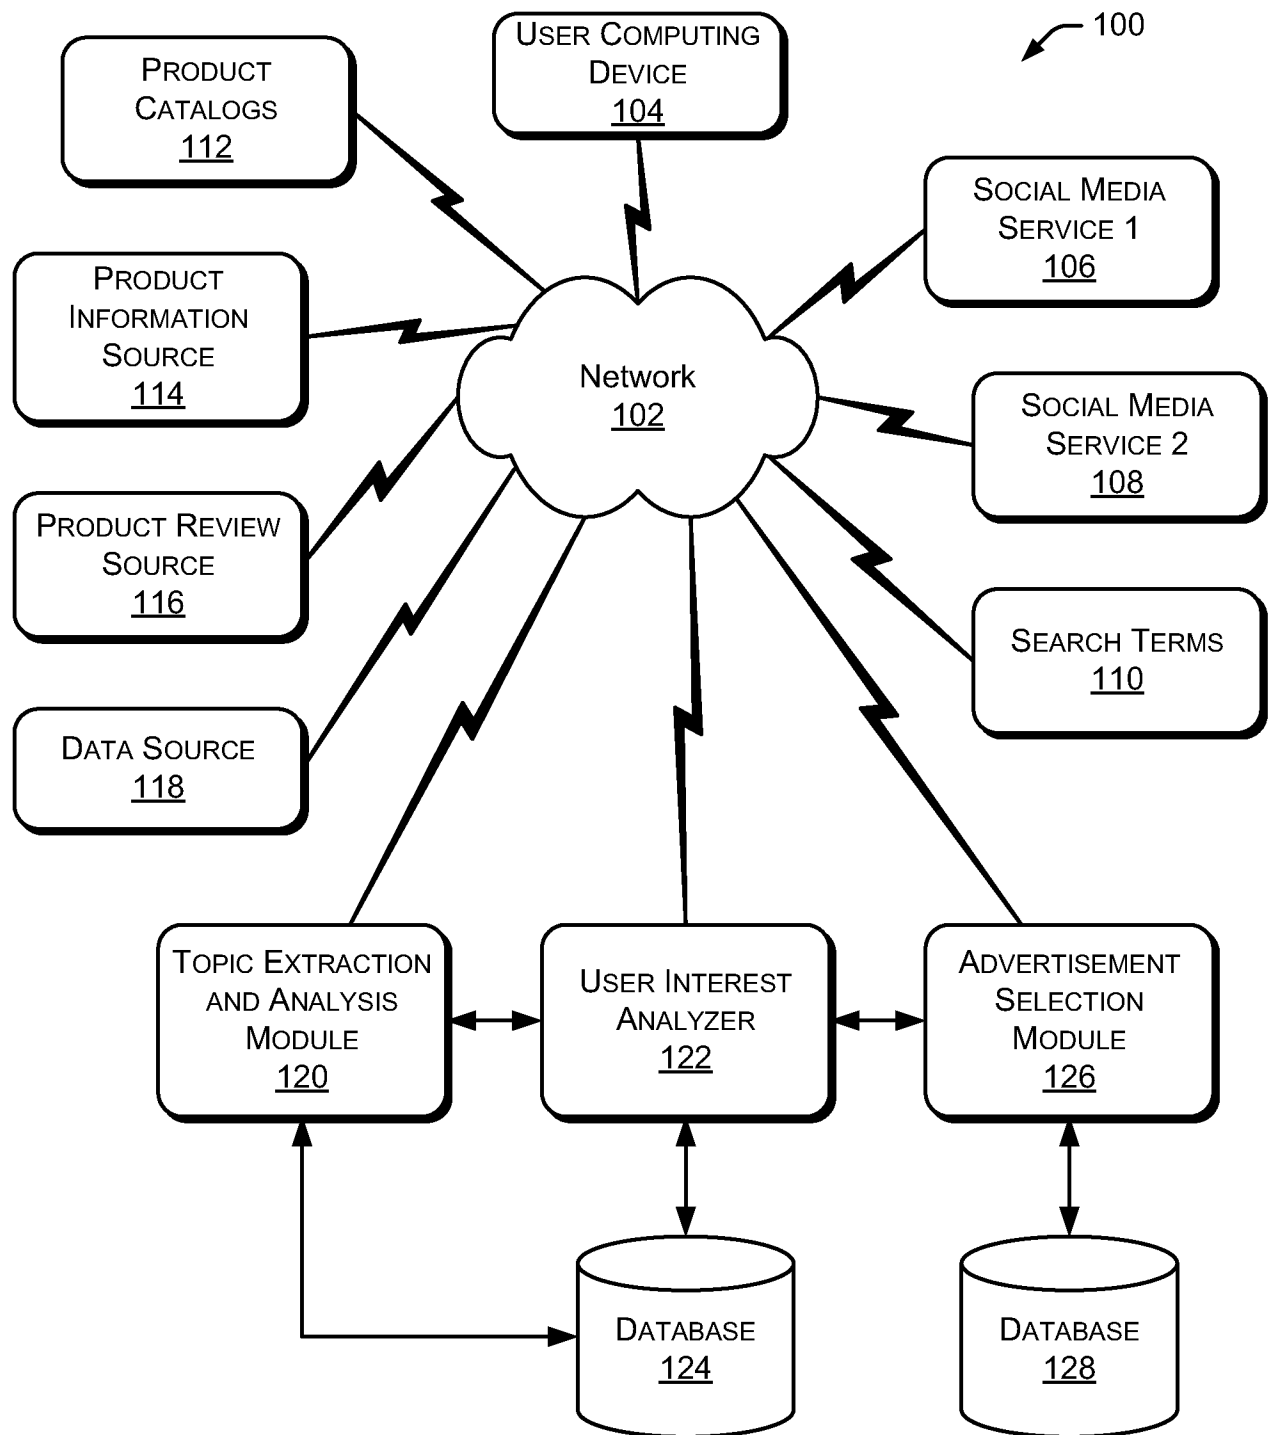 100
USER COMPUTING
DEVICE
104
PRODUCT
CATALOGS
112
SOCIAL MEDIA
SERVICE 1
106
PRODUCT
INFORMATION
SOURCE
114
Network
102
SOCIAL MEDIA
SERVICE 2
108
PRODUCT REVIEW
SOURCE
116
SEARCH TERMS
110
DATA SOURCE
118
TOPIC EXTRACTION
AND ANALYSIS
MODULE
120
USER INTEREST
ANALYZER
122
ADVERTISEMENT
SELECTION
MODULE
126
DATABASE
124
DATABASE
128